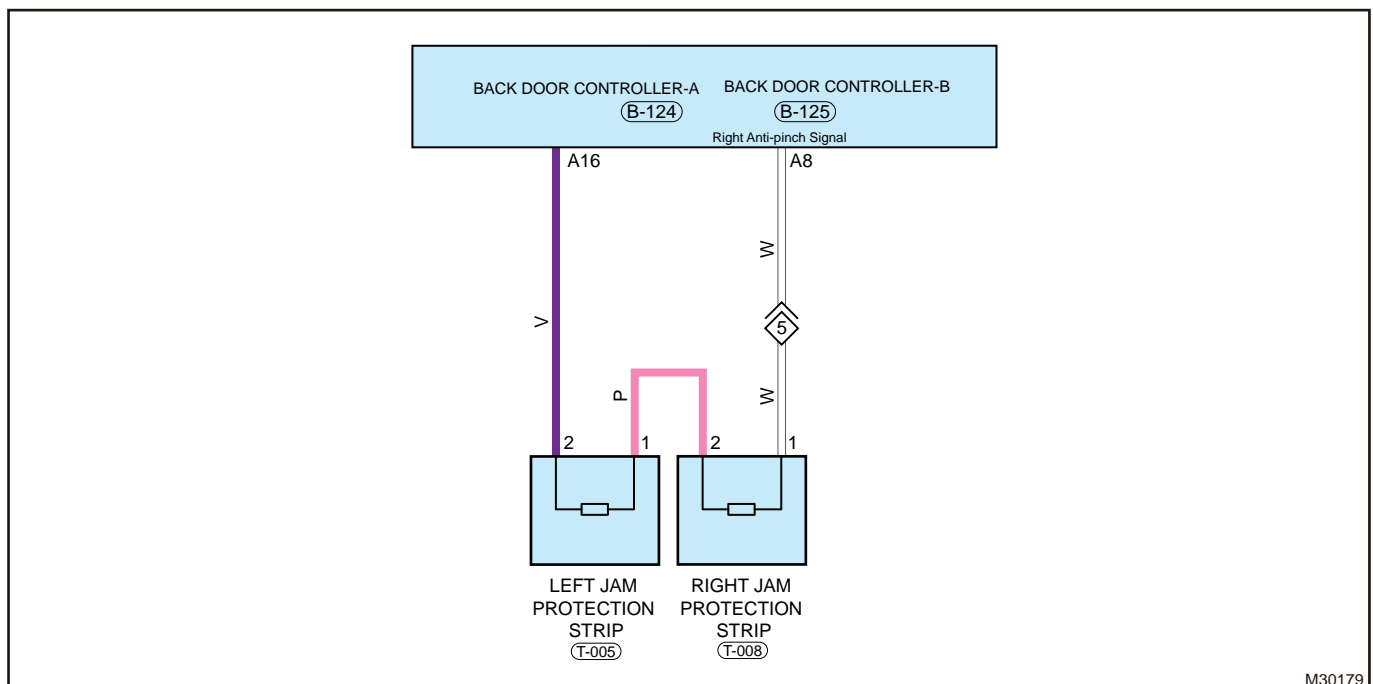 BACK DOOR CONTROLLER-A
BACK DOOR CONTROLLER-B
B-124
B-125
Right Anti-pinch Signal
A16
A8
W
V
5
P
W
2
1
2
1
LEFT JAM
PROTECTION
STRIP
T-005
RIGHT JAM
PROTECTION
STRIP
T-008
M30179